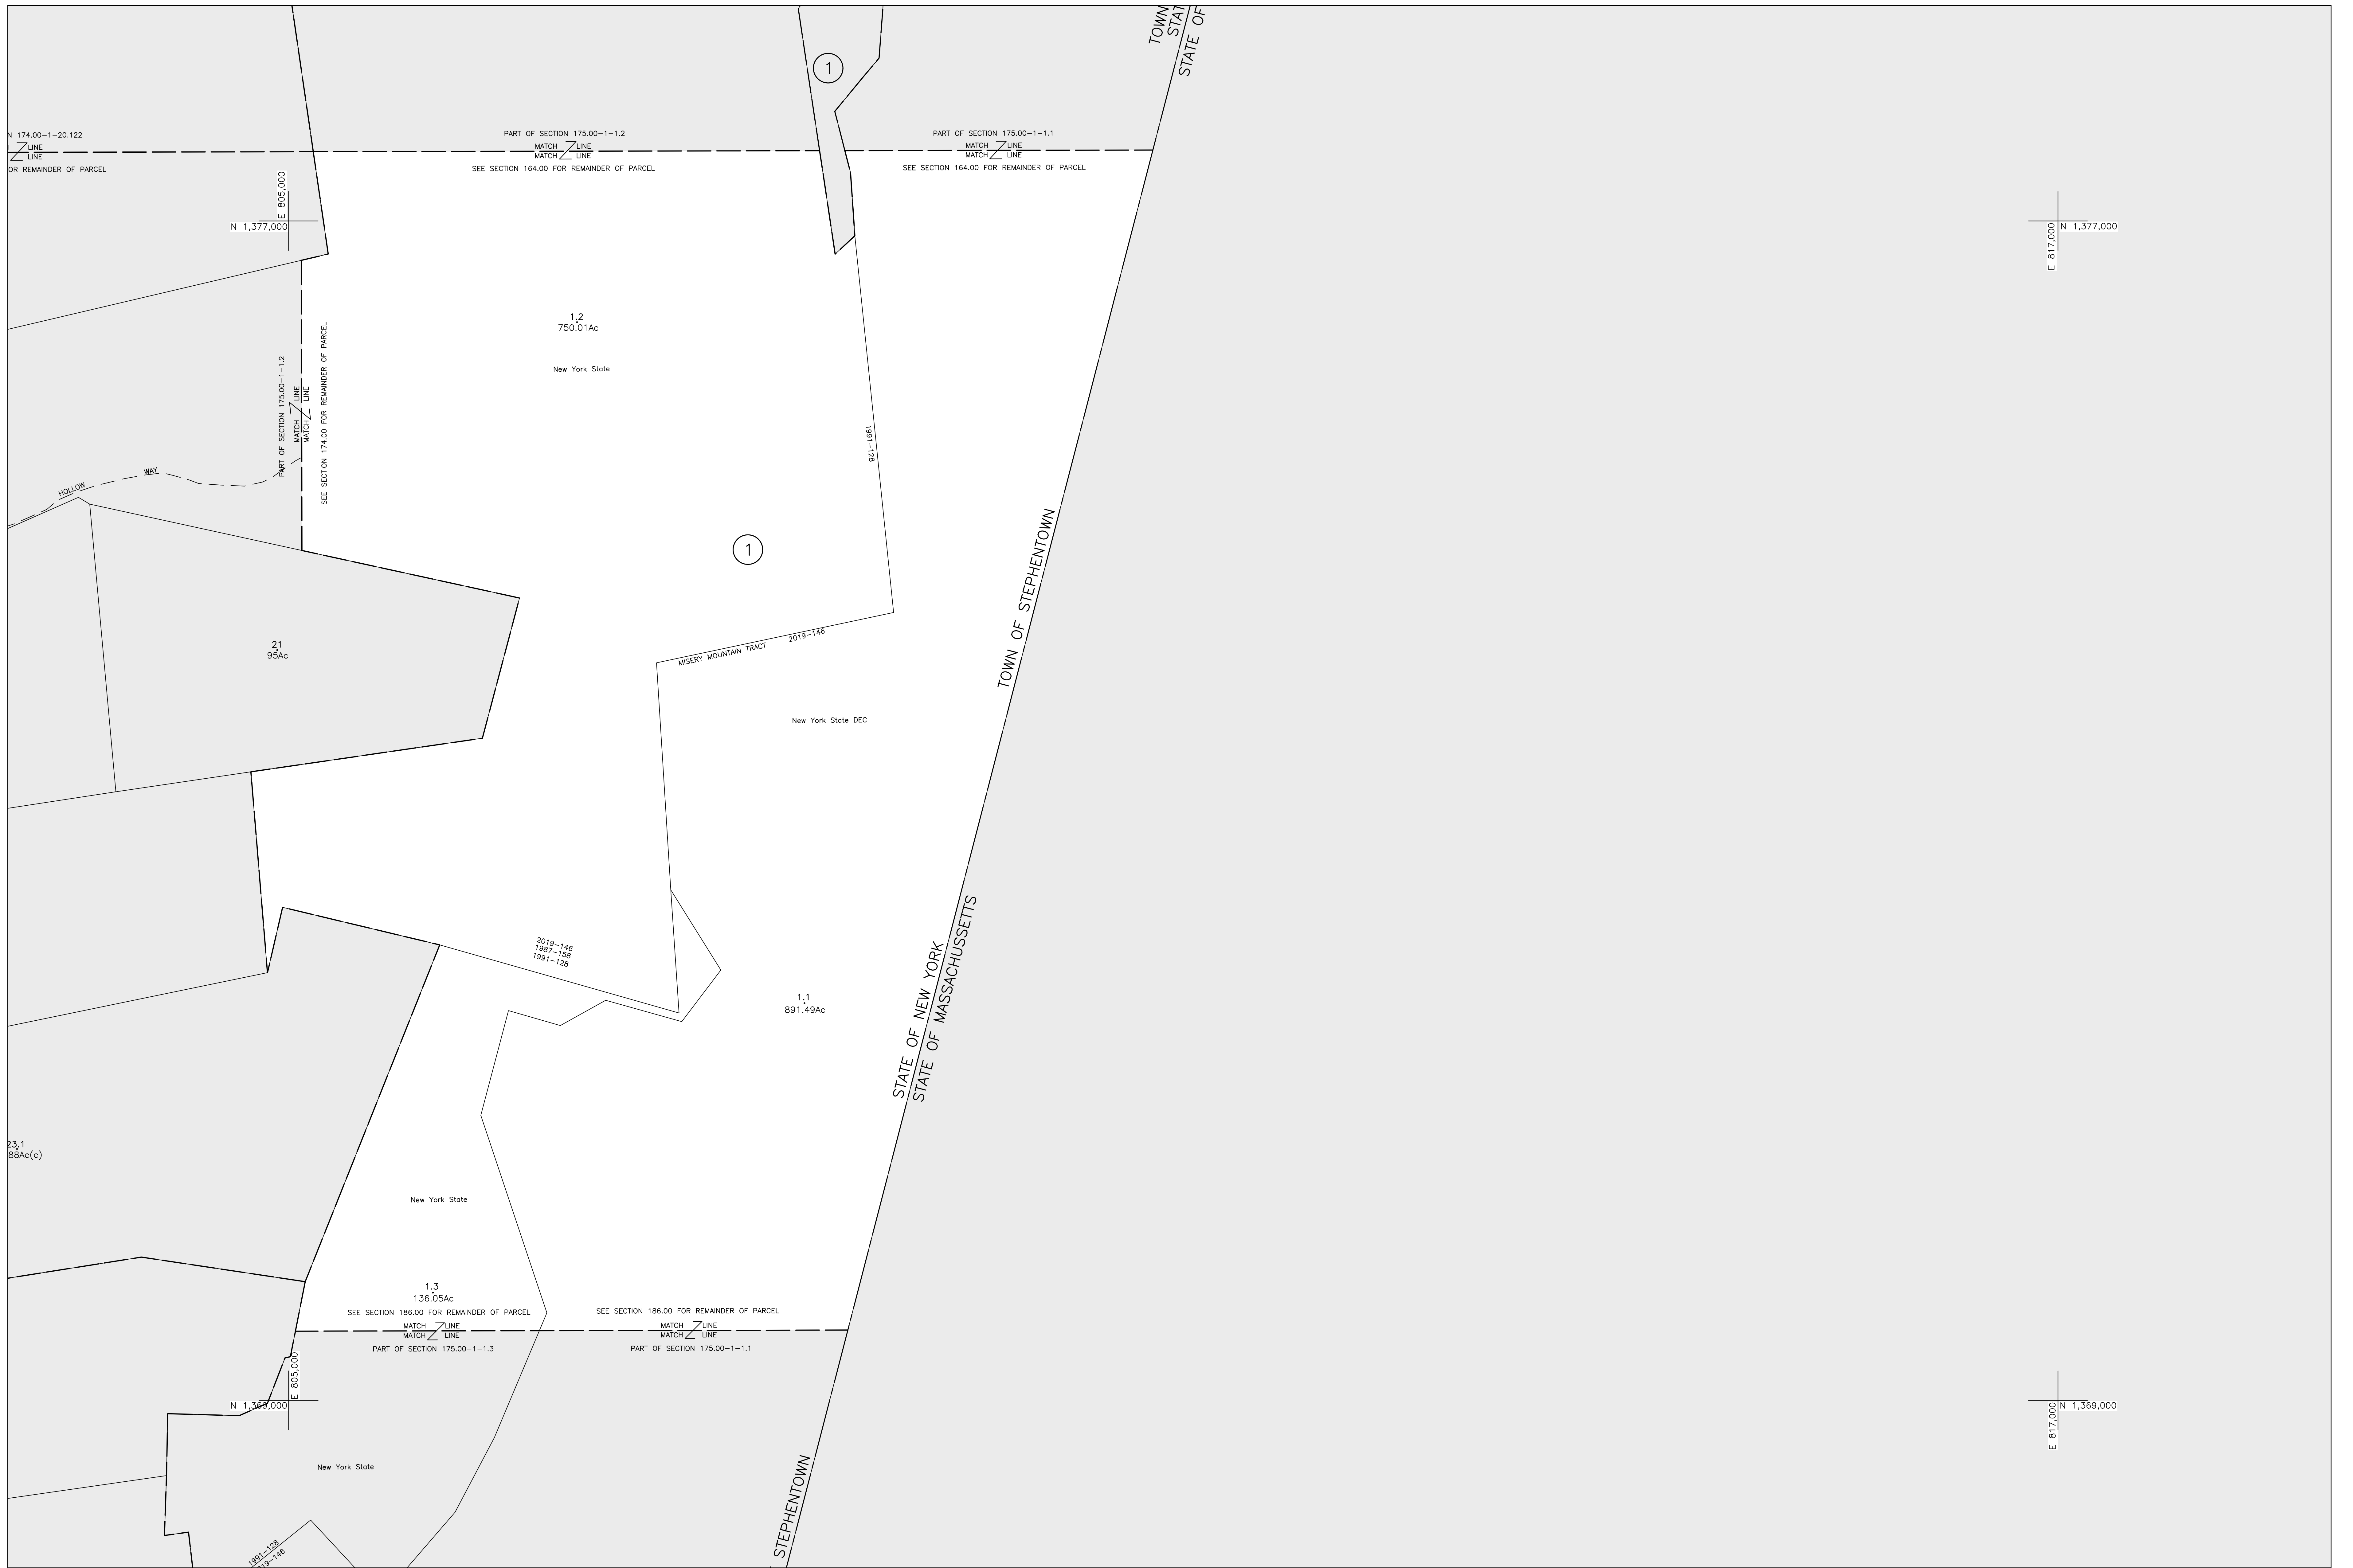 TOWN
STAT
STATE OF
1
N 174.00-1-20.122
LINE
LINE
OR REMAINDER OF PARCEL
PART OF SECTION 175.00-1-1.2
MATCH LINE
MATCH LINE
SEE SECTION 164.00 FOR REMAINDER OF PARCEL
PART OF SECTION 175.00-1-1.1
MATCH LINE
MATCH LINE
SEE SECTION 164.00 FOR REMAINDER OF PARCEL
E 805,000
N 1,377,000
N 1,377,000
E 817,000
1.2
750.01Ac
New York State
PART OF SECTION 175.00-1-1.2
MATCH LINE
MATCH LINE
SEE SECTION 174.00 FOR REMAINDER OF PARCEL
1991-128
HOLLOW WAY
1
TOWN OF STEPHENTOWN
21
95Ac
MISERY MOUNTAIN TRACT 2019-146
New York State DEC
2019-146
1987-158
1991-128
1.1
891.49Ac
STATE OF NEW YORK
STATE OF MASSACHUSSETTS
23.1
88Ac(c)
New York State
1.3
136.05Ac
SEE SECTION 186.00 FOR REMAINDER OF PARCEL
MATCH LINE
MATCH LINE
PART OF SECTION 175.00-1-1.3
SEE SECTION 186.00 FOR REMAINDER OF PARCEL
MATCH LINE
MATCH LINE
PART OF SECTION 175.00-1-1.1
E 805,000
N 1,369,000
N 1,369,000
E 817,000
New York State
STEPHENTOWN
1991-128
19-146